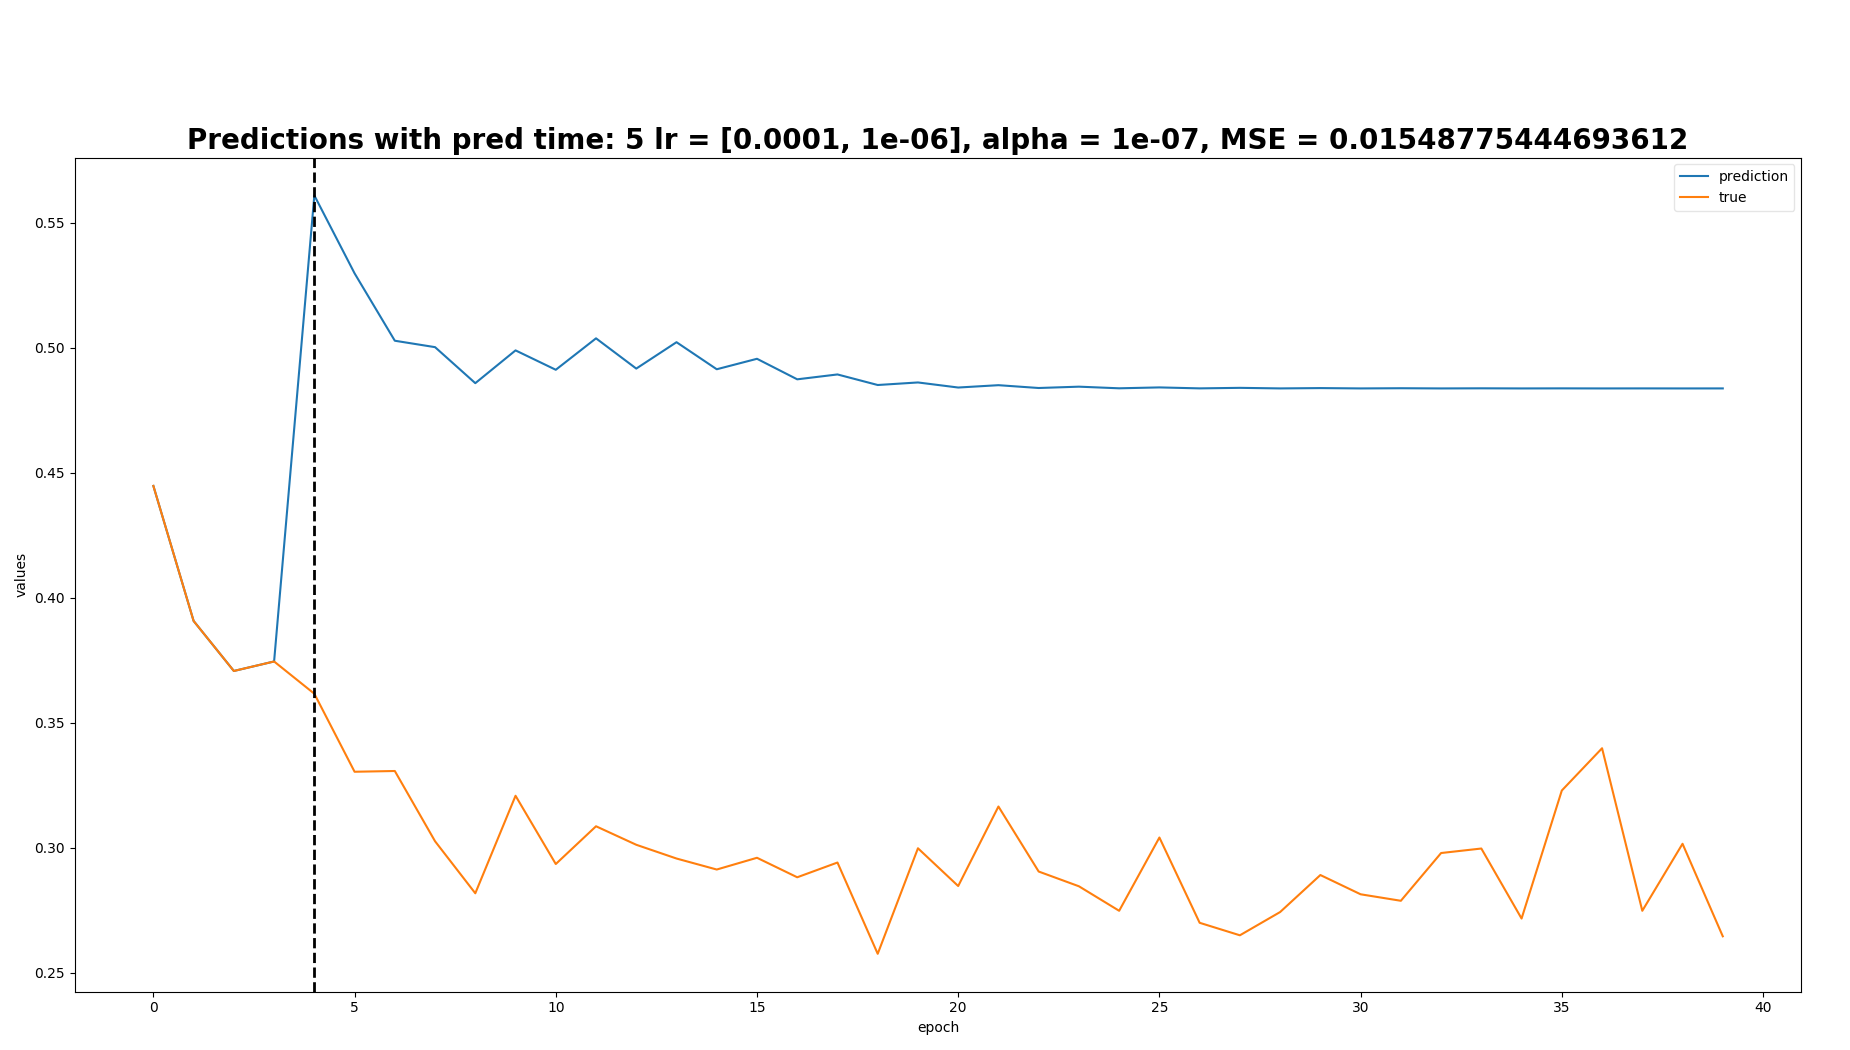 Predictions with pred time: 5 lr = [0.0001, 1e-06], alpha = 1e-07, MSE = 0.01548775444693612
prediction
true
0.55
0.50
0.45
0.40
0.35
0.30
0.25
values
0 5 10 15 20 25 30 35 40
epoch